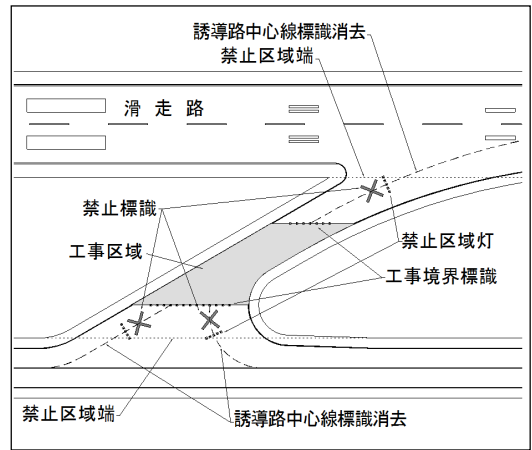 誘導路中心線標識消去
禁止区域端
滑走路
禁止標識
工事区域
禁止区域灯
工事境界標識
禁止区域端
誘導路中心線標識消去